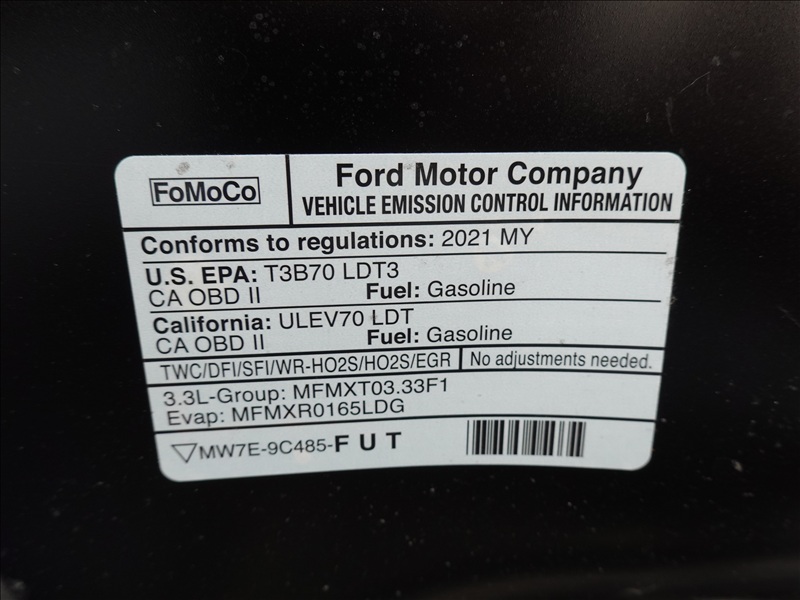 FoMoCo
Ford Motor Company
VEHICLE EMISSION CONTROL INFORMATION
Conforms to regulations: 2021 MY
U.S. EPA: T3B70 LDT3
CA OBD II Fuel: Gasoline
California: ULEV70 LDT
CA OBD II Fuel: Gasoline
TWC/DFI/SFI/WR-HO2S/HO2S/EGR No adjustments needed.
3.3L-Group: MFMXT03.33F1
Evap: MFMXR0165LDG
MW7E-9C485-FUT